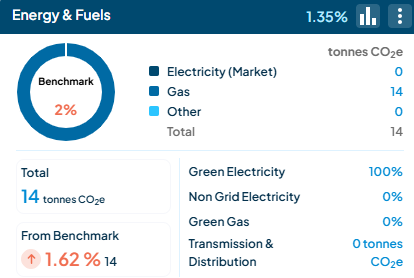 Energy & Fuels 1.35%
tonnes CO₂e
Benchmark
2%
Electricity (Market) 0
Gas 14
Other 0
Total 14
Total
14 tonnes CO₂e
From Benchmark
↑ 1.62 % 14
Green Electricity 100%
Non Grid Electricity 0%
Green Gas 0%
Transmission & 0 tonnes
Distribution CO₂e